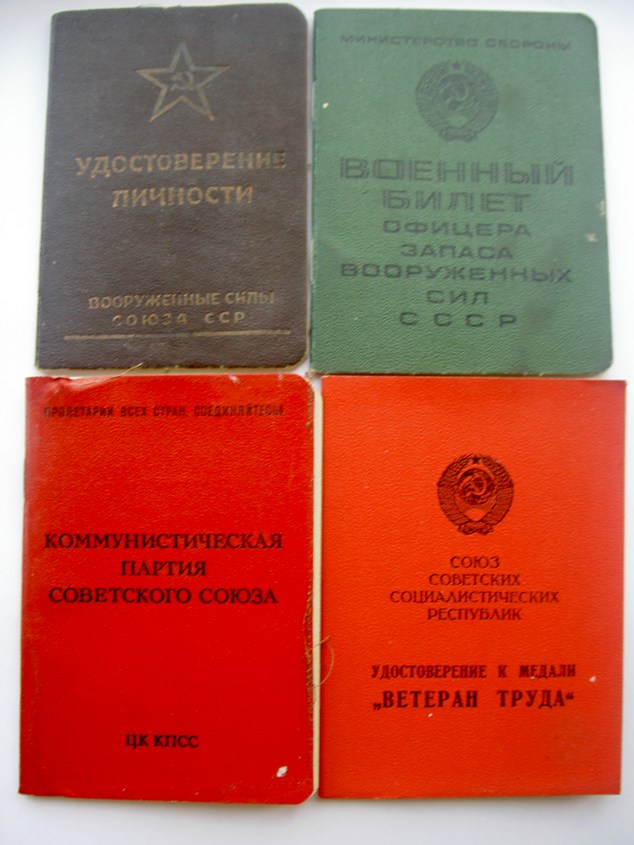 УДОСТОВЕРЕНИЕ
ЛИЧНОСТИ
ВООРУЖЕННЫЕ СИЛЫ
СОЮЗА ССР
МИНИСТЕРСТВО ОБОРОНЫ
ВОЕННЫЙ
БИЛЕТ
ОФИЦЕРА
ЗАПАСА
ВООРУЖЕННЫХ
СИЛ
СССР
ПРОЛЕТАРИИ ВСЕХ СТРАН, СОЕДИНЯЙТЕСЬ!
КОММУНИСТИЧЕСКАЯ
ПАРТИЯ
СОВЕТСКОГО СОЮЗА
ЦК КПСС
СОЮЗ
СОВЕТСКИХ
СОЦИАЛИСТИЧЕСКИХ
РЕСПУБЛИК
УДОСТОВЕРЕНИЕ К МЕДАЛИ
„ВЕТЕРАН ТРУДА“